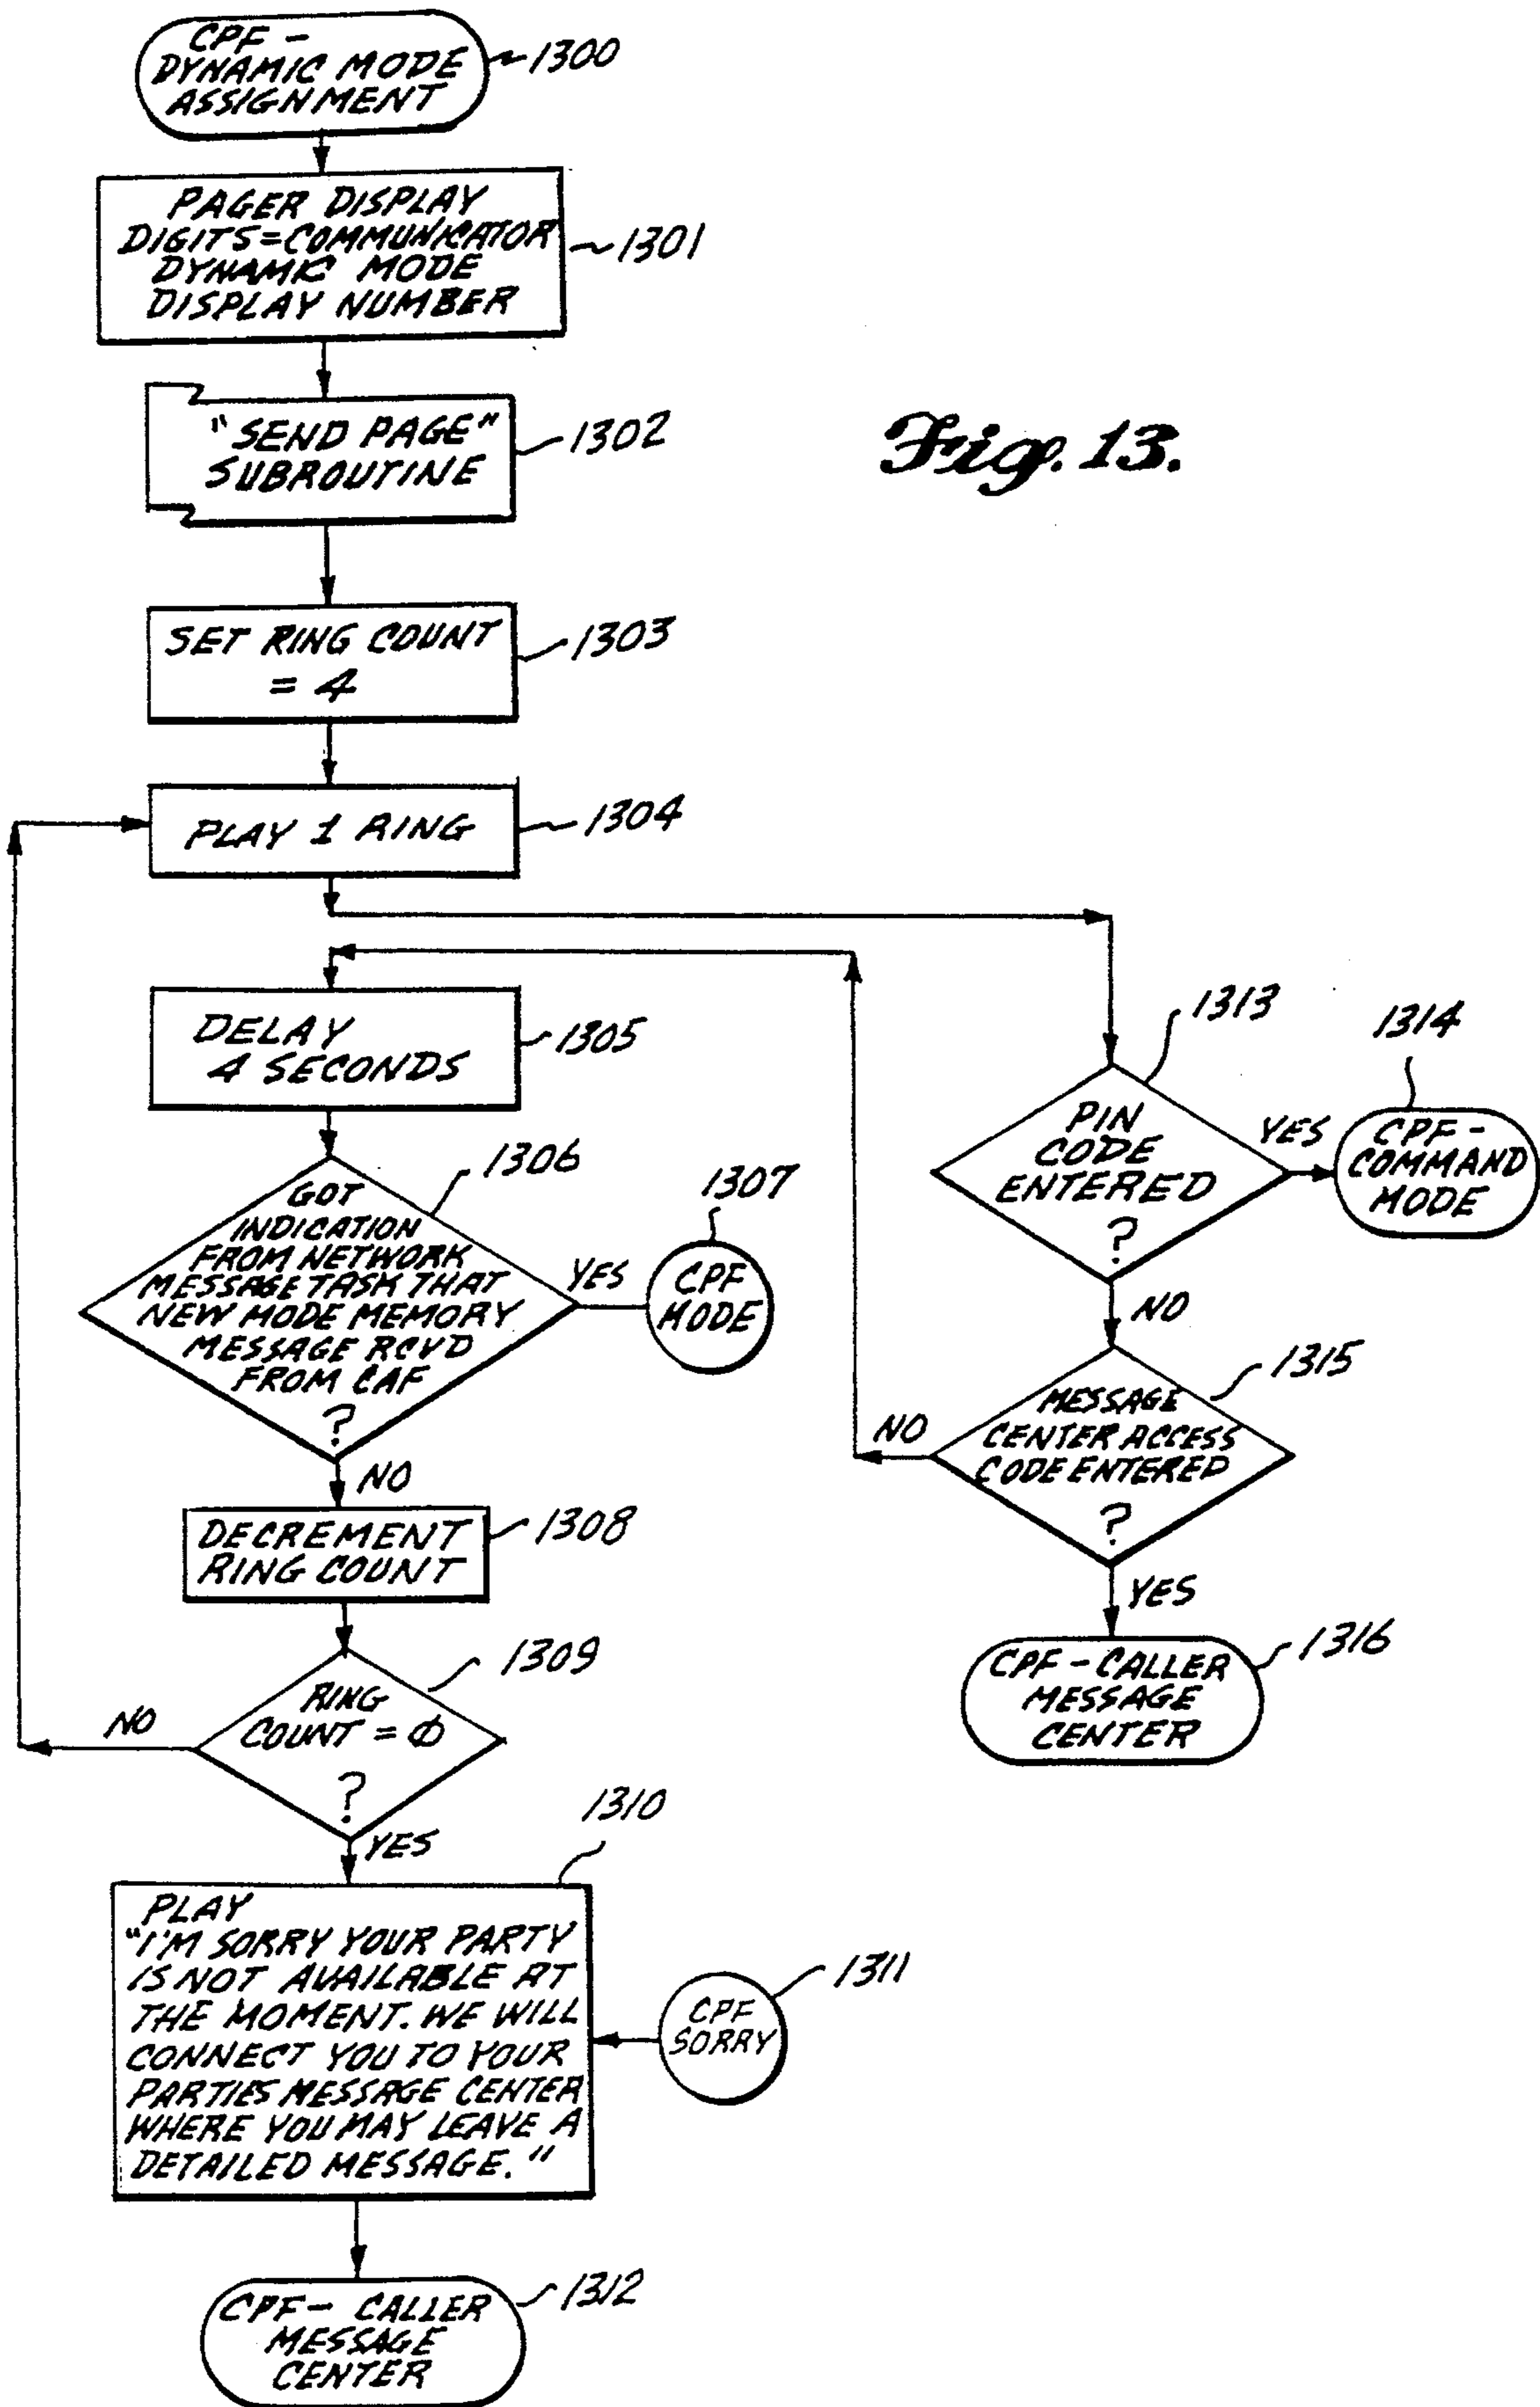 CPF -
DYNAMIC MODE
ASSIGNMENT
1300
PAGER DISPLAY
DIGITS=COMMUNICATOR
DYNAMIC MODE
DISPLAY NUMBER
1301
"SEND PAGE"
SUBROUTINE
1302
Fig. 13.
SET RING COUNT
= 4
1303
PLAY 1 RING
1304
DELAY
4 SECONDS
1305
GOT
INDICATION
FROM NETWORK
MESSAGE TASK THAT
NEW MODE MEMORY
MESSAGE RCVD
FROM CAF
?
1306
YES
CPF
MODE
1307
NO
DECREMENT
RING COUNT
1308
RING
COUNT = Ø
?
1309
NO
YES
PLAY
"I'M SORRY YOUR PARTY
IS NOT AVAILABLE AT
THE MOMENT. WE WILL
CONNECT YOU TO YOUR
PARTIES MESSAGE CENTER
WHERE YOU MAY LEAVE A
DETAILED MESSAGE."
1310
CPF
SORRY
1311
CPF - CALLER
MESSAGE
CENTER
1312
PIN
CODE
ENTERED
?
1313
YES
CPF -
COMMAND
MODE
1314
NO
MESSAGE
CENTER ACCESS
CODE ENTERED
?
1315
NO
YES
CPF - CALLER
MESSAGE
CENTER
1316